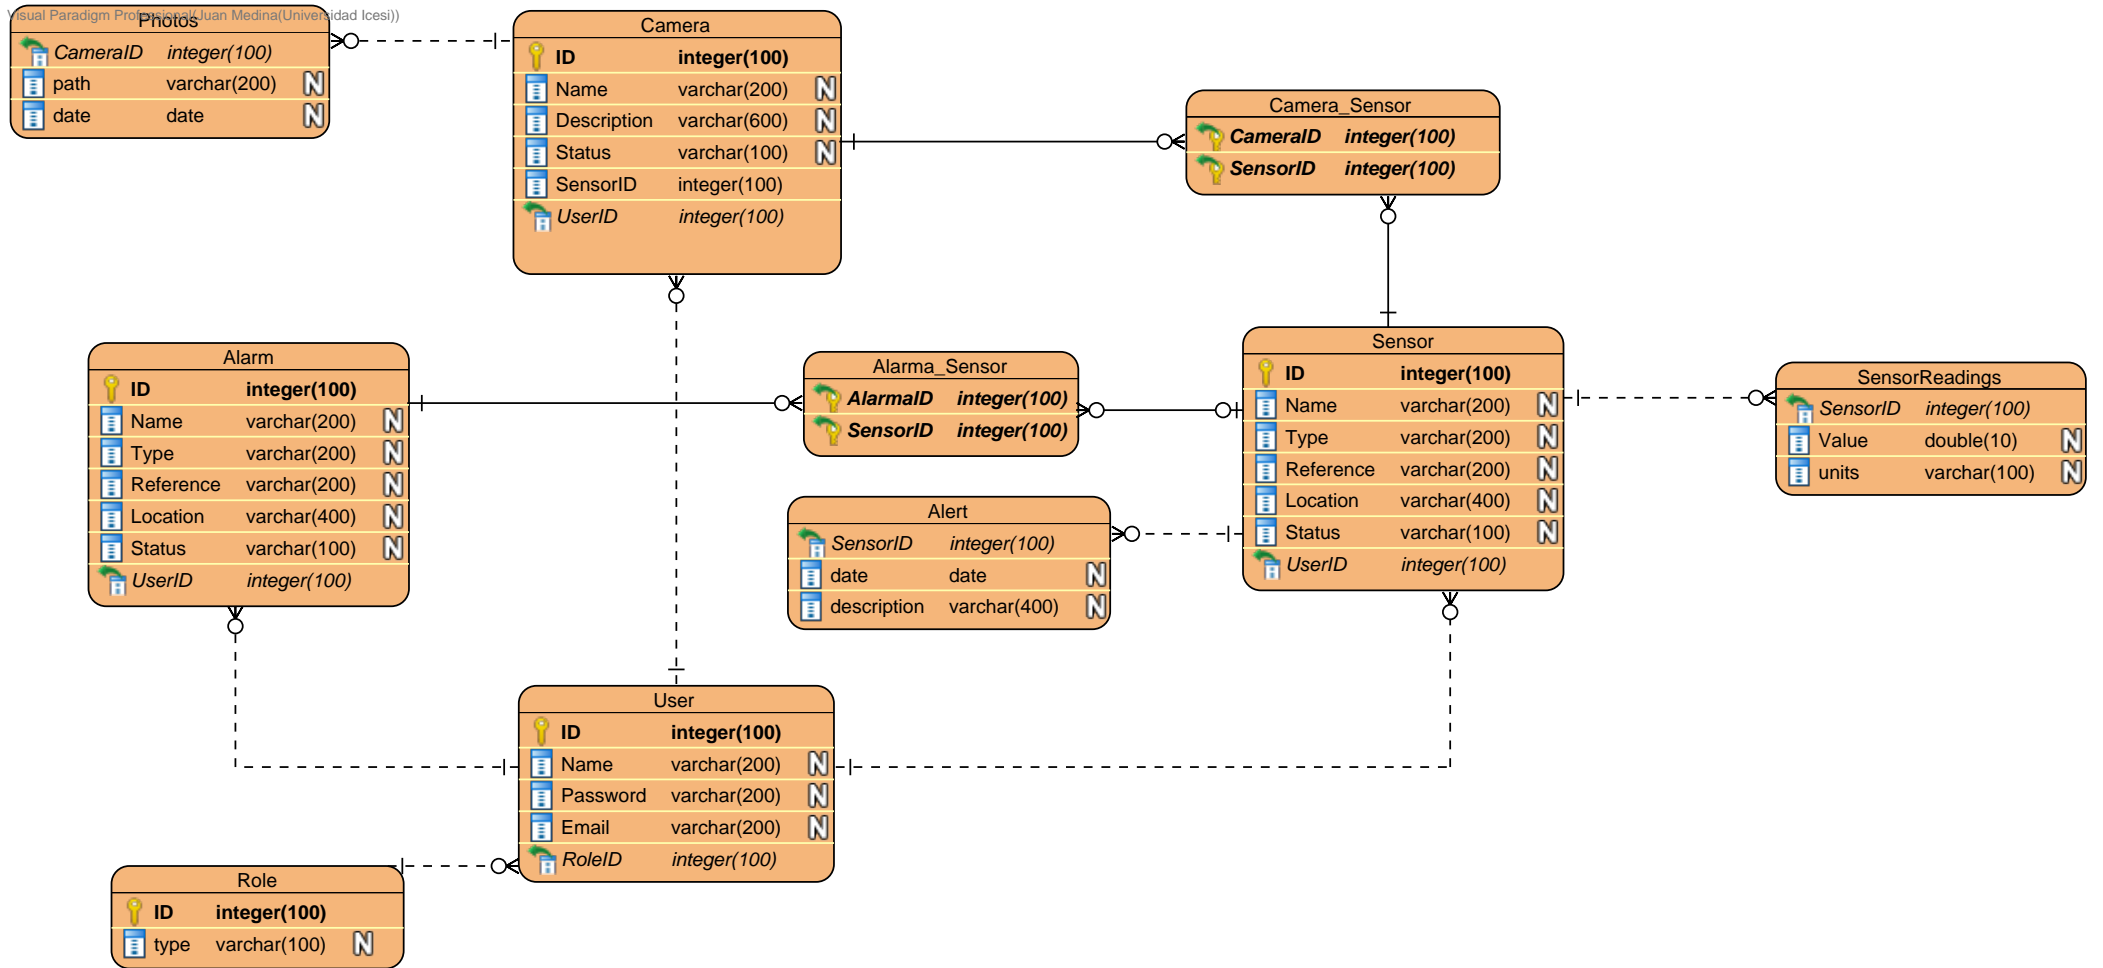 Visual Paradigm Professional(Juan Medina(Universidad Icesi))
Photos
CameraID integer(100)
path varchar(200) N
date date N
Camera
ID integer(100)
Name varchar(200) N
Description varchar(600) N
Status varchar(100) N
SensorID integer(100)
UserID integer(100)
Camera_Sensor
CameraID integer(100)
SensorID integer(100)
Alarm
ID integer(100)
Name varchar(200) N
Type varchar(200) N
Reference varchar(200) N
Location varchar(400) N
Status varchar(100) N
UserID integer(100)
Alarma_Sensor
AlarmaID integer(100)
SensorID integer(100)
Sensor
ID integer(100)
Name varchar(200) N
Type varchar(200) N
Reference varchar(200) N
Location varchar(400) N
Status varchar(100) N
UserID integer(100)
SensorReadings
SensorID integer(100)
Value double(10) N
units varchar(100) N
Alert
SensorID integer(100)
date date N
description varchar(400) N
User
ID integer(100)
Name varchar(200) N
Password varchar(200) N
Email varchar(200) N
RoleID integer(100)
Role
ID integer(100)
type varchar(100) N